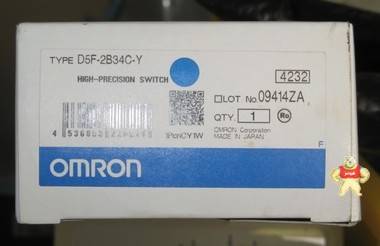 TYPE D5F-2B34C-Y
HIGH-PRECISION SWITCH
4232
LOT No. 09414ZA
QTY. 1
OMRON Corporation
MADE IN JAPAN
OMRON
F